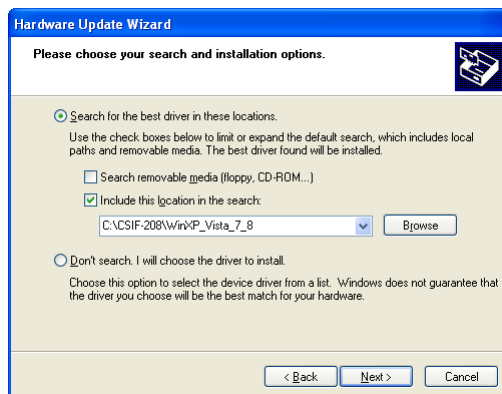 Hardware Update Wizard
Please choose your search and installation options.
Search for the best driver in these locations.
Use the check boxes below to limit or expand the default search, which includes local
paths and removable media. The best driver found will be installed.
Search removable media (floppy, CD-ROM...)
Include this location in the search:
C:\CSIF-208\WinXP_Vista_7_8
Browse
Don't search. I will choose the driver to install.
Choose this option to select the device driver from a list. Windows does not guarantee that
the driver you choose will be the best match for your hardware.
< Back
Next >
Cancel